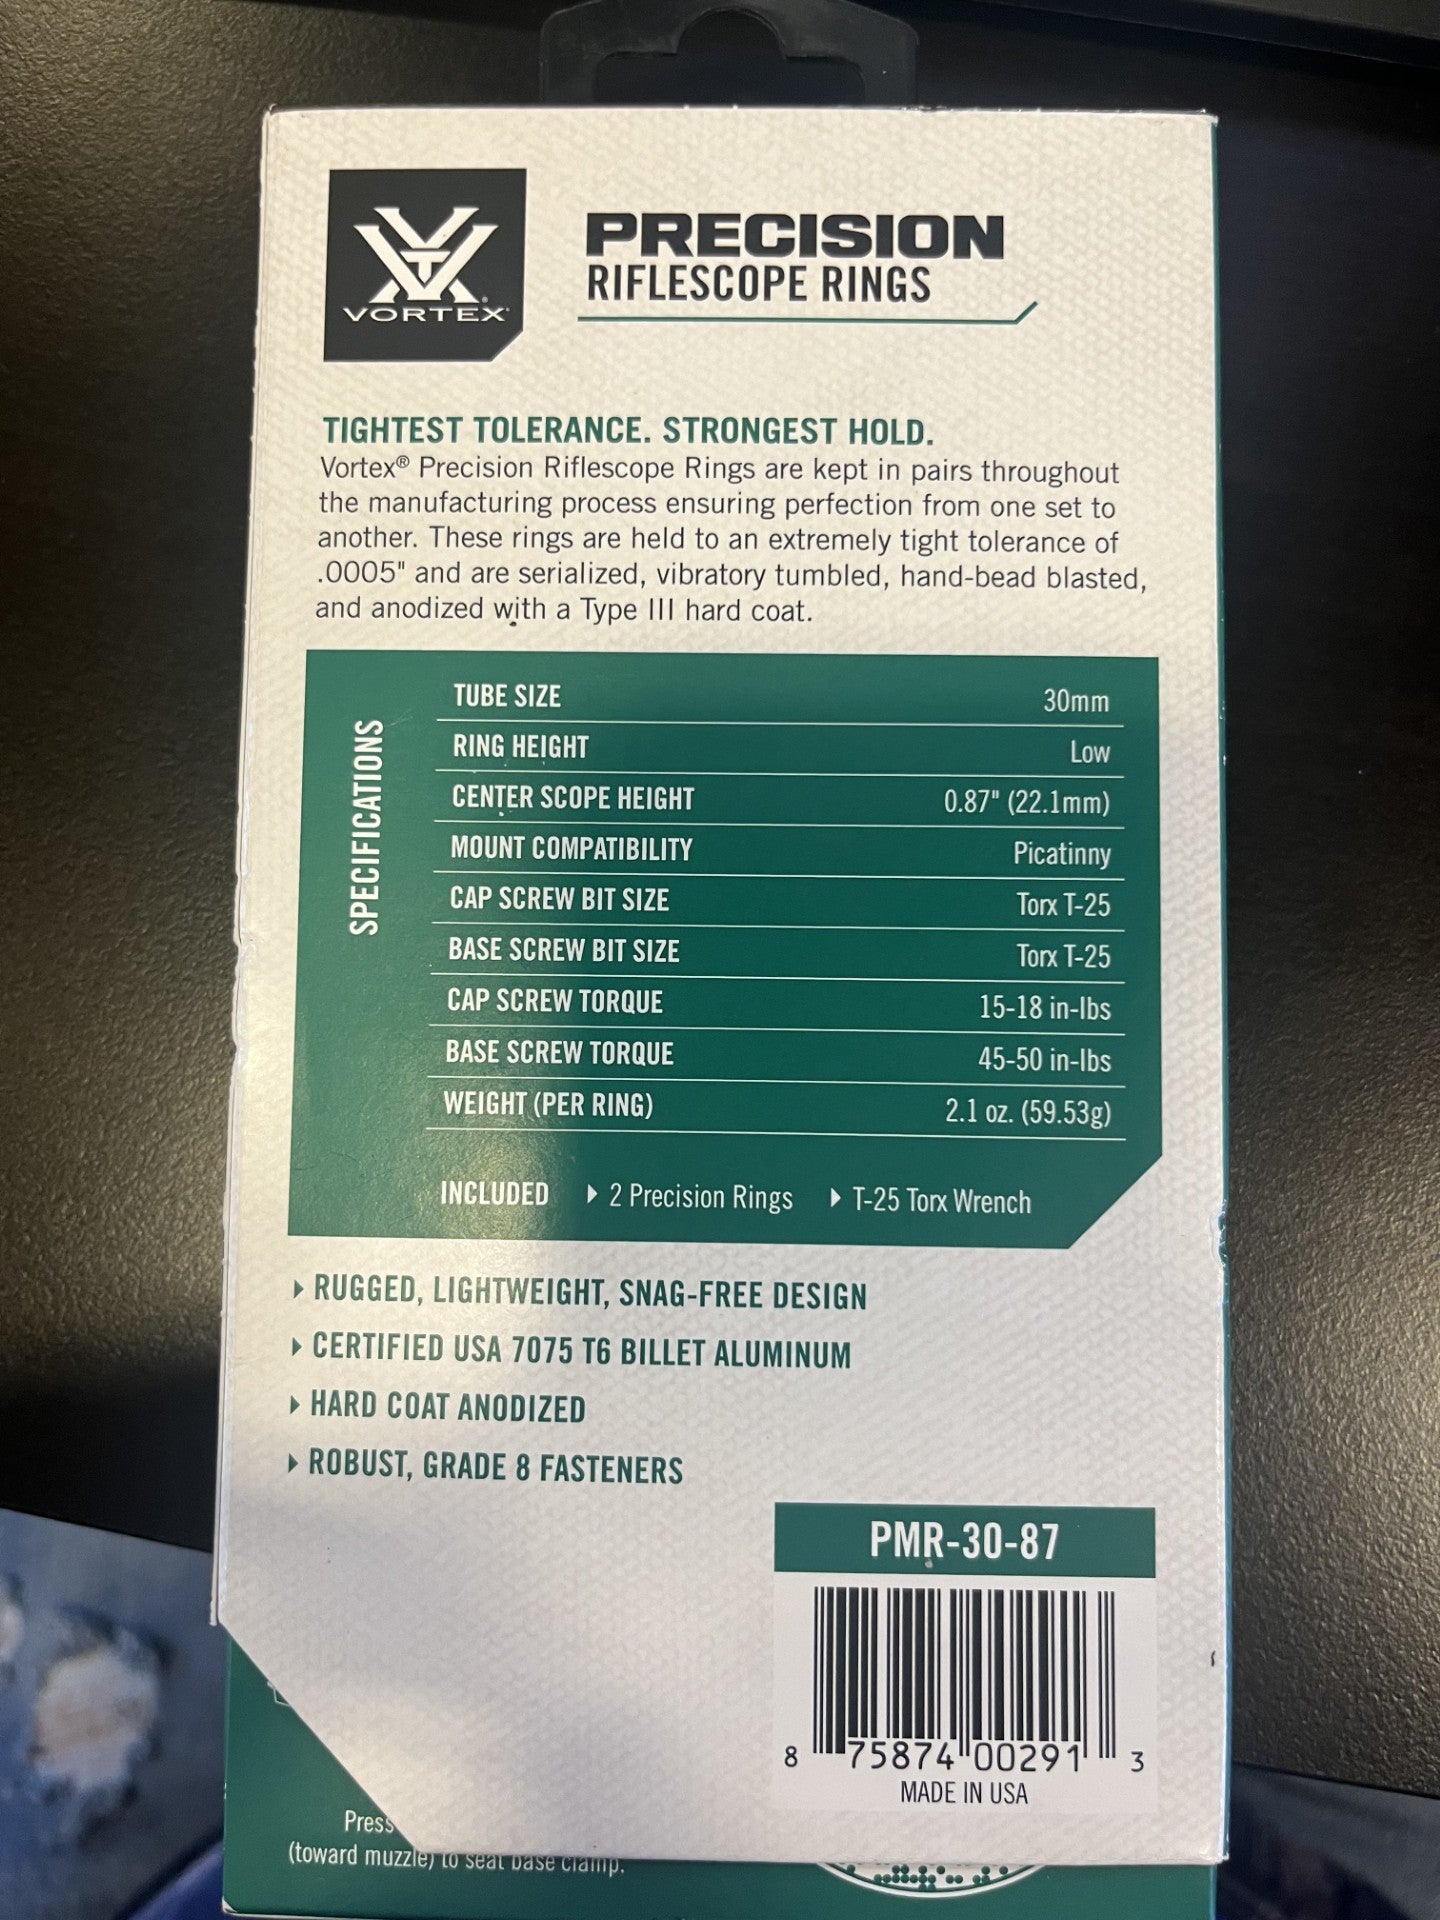 VORTEX®
PRECISION
RIFLESCOPE RINGS
TIGHTEST TOLERANCE. STRONGEST HOLD.
Vortex® Precision Riflescope Rings are kept in pairs throughout
the manufacturing process ensuring perfection from one set to
another. These rings are held to an extremely tight tolerance of
.0005" and are serialized, vibratory tumbled, hand-bead blasted,
and anodized with a Type III hard coat.
SPECIFICATIONS
TUBE SIZE 30mm
RING HEIGHT Low
CENTER SCOPE HEIGHT 0.87" (22.1mm)
MOUNT COMPATIBILITY Picatinny
CAP SCREW BIT SIZE Torx T-25
BASE SCREW BIT SIZE Torx T-25
CAP SCREW TORQUE 15-18 in-lbs
BASE SCREW TORQUE 45-50 in-lbs
WEIGHT (PER RING) 2.1 oz. (59.53g)
INCLUDED 2 Precision Rings T-25 Torx Wrench
RUGGED, LIGHTWEIGHT, SNAG-FREE DESIGN
CERTIFIED USA 7075 T6 BILLET ALUMINUM
HARD COAT ANODIZED
ROBUST, GRADE 8 FASTENERS
PMR-30-87
8 75874 00291 3
MADE IN USA
Press
(toward muzzle) to seat base clamp.